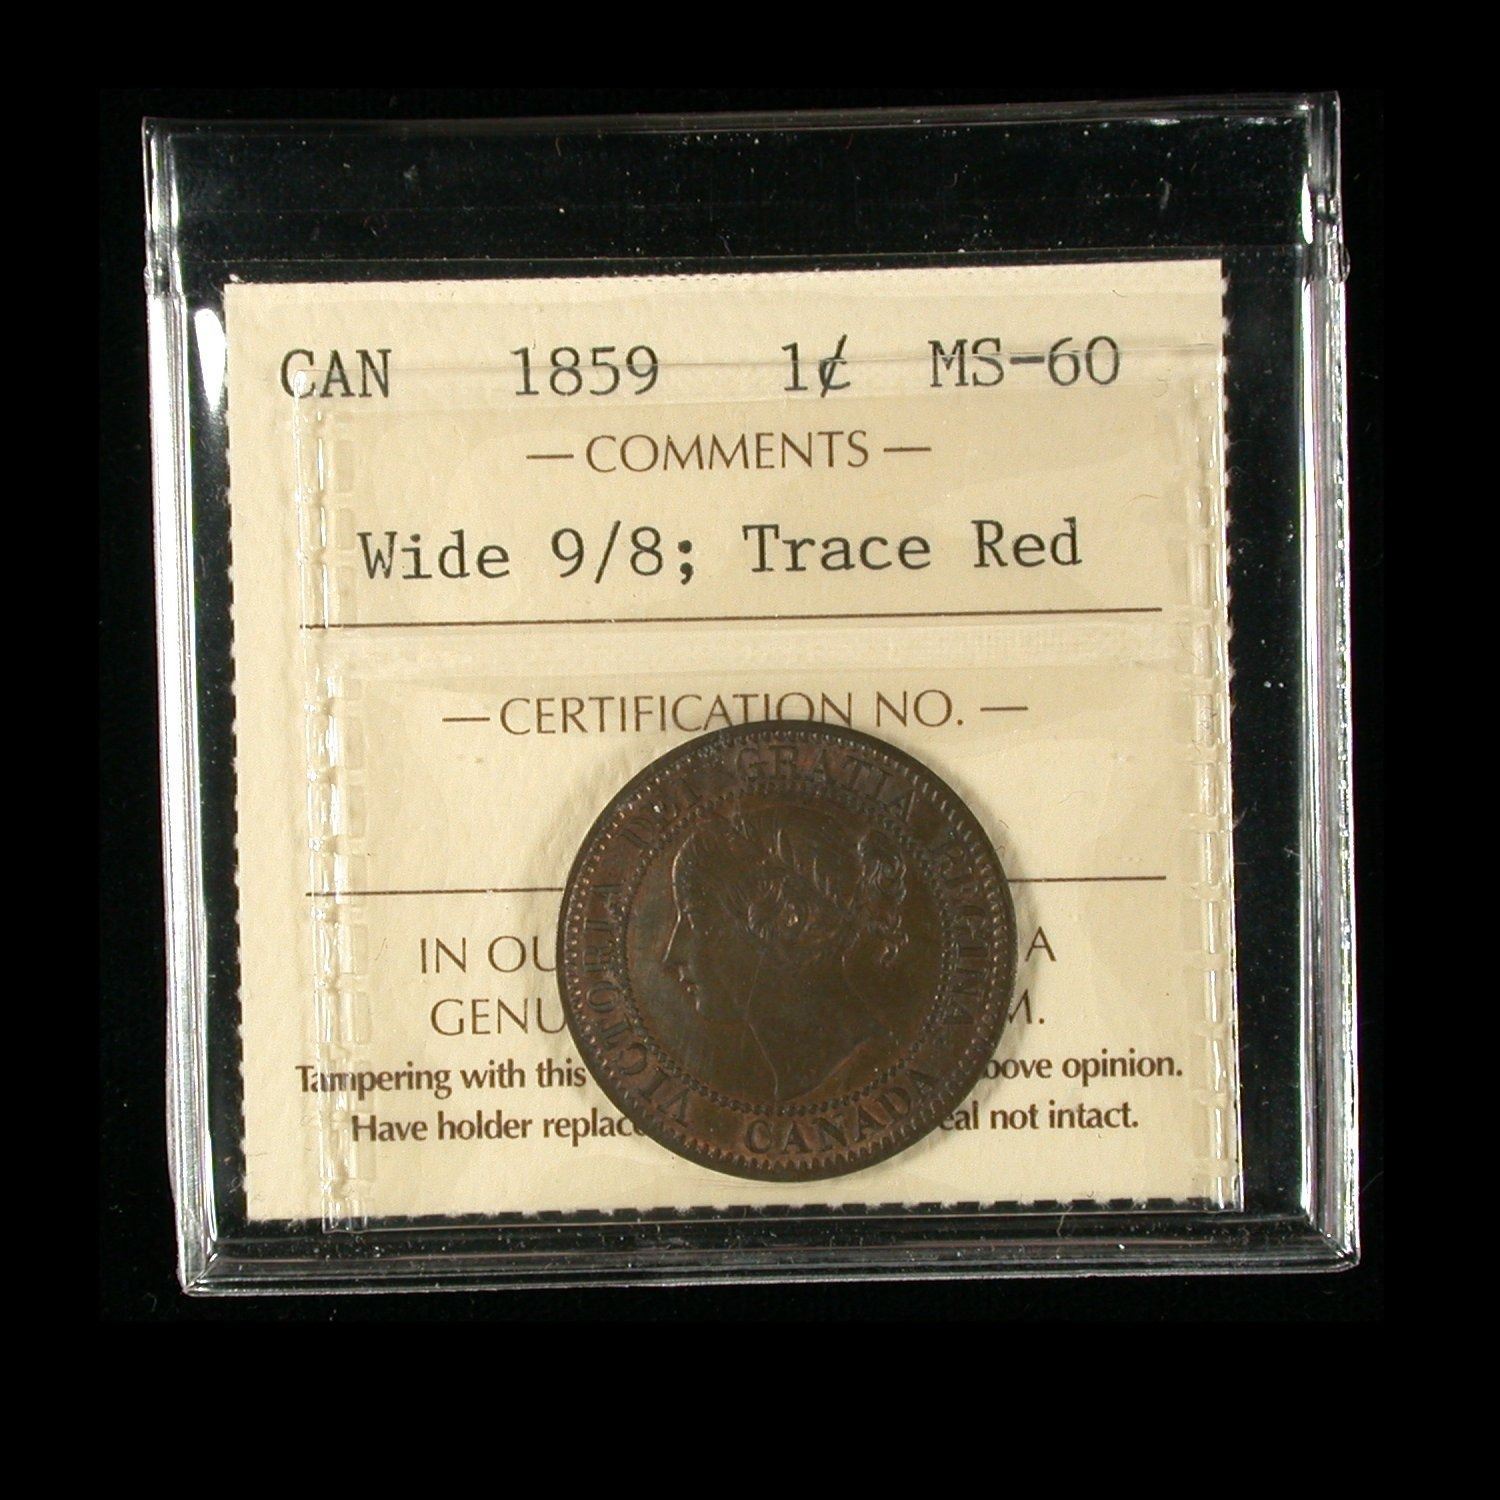 CAN 1859 1¢ MS-60
— COMMENTS —
Wide 9/8; Trace Red
— CERTIFICATION NO. —
IN OU A
GENU M.
Tampering with this bove opinion.
Have holder replac eal not intact.
VICTORIA DEI GRATIA REGINA
CANADA